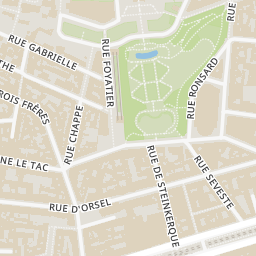 RUE GABRIELLE
THE
RUE FOYATIER
RUE RONSARD
ROIS FRÈRES
RUE CHAPPE
NE LE TAC
RUE DE STEINKERQUE
RUE SEVESTE
RUE D'ORSEL